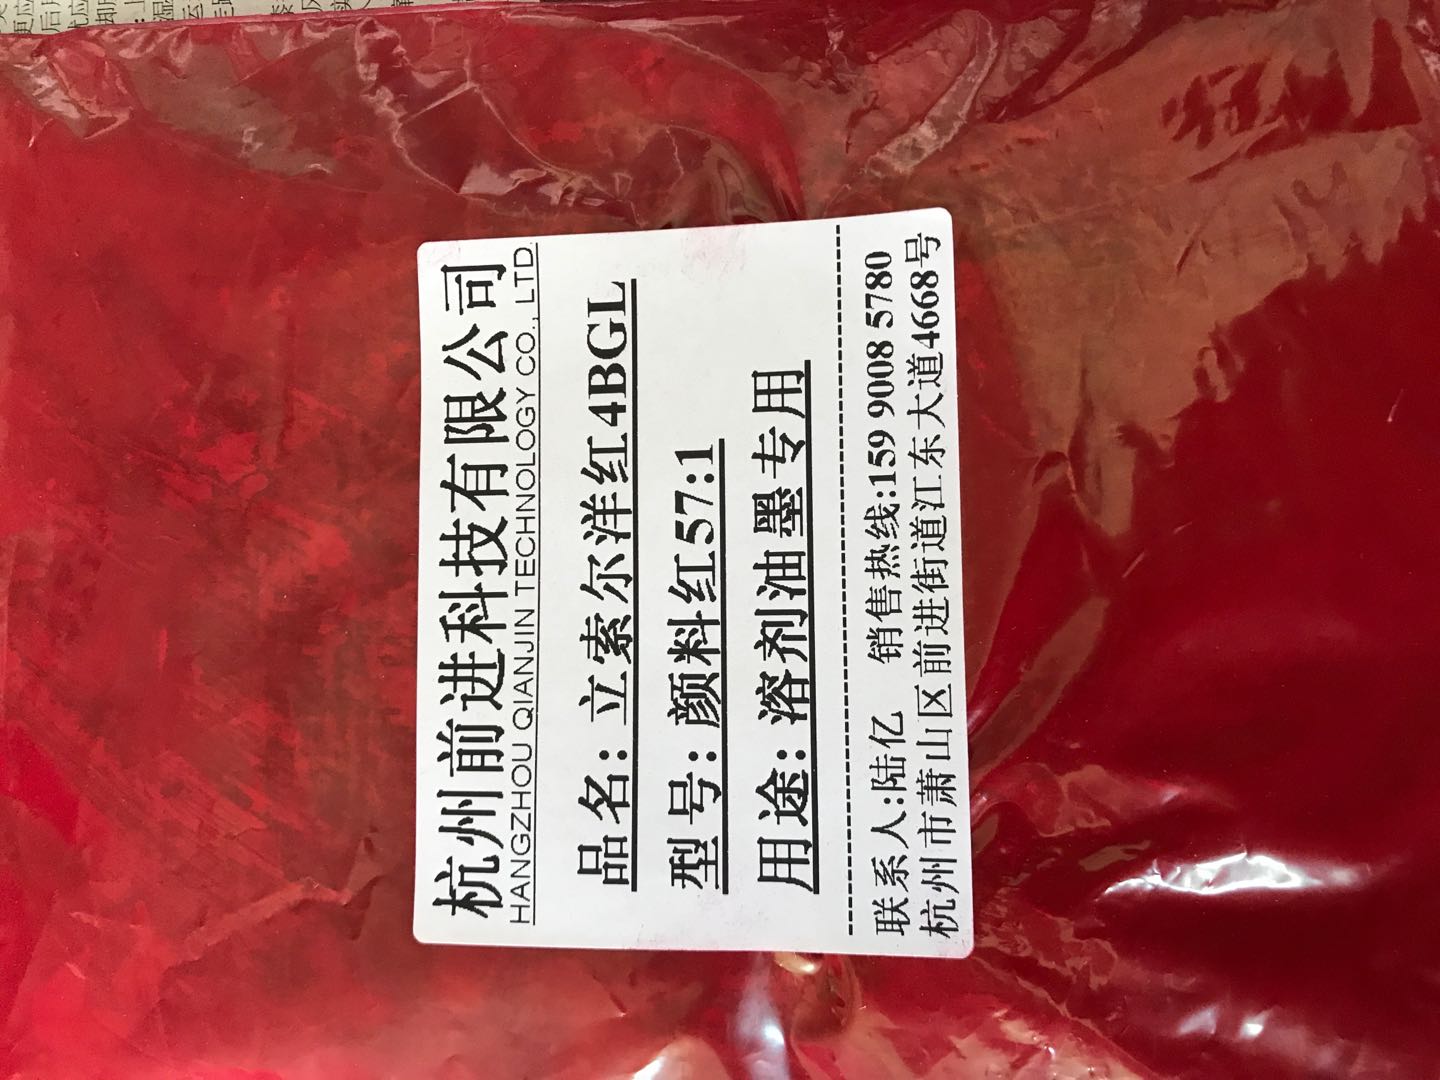 杭州前进科技有限公司
HANGZHOU QIANJIN TECHNOLOGY CO., LTD
品名：立索尔洋红4BGL
型号：颜料红57:1
用途：溶剂油墨专用
联系人:陆亿 销售热线:159 9008 5780
杭州市萧山区前进街道江东大道4668号